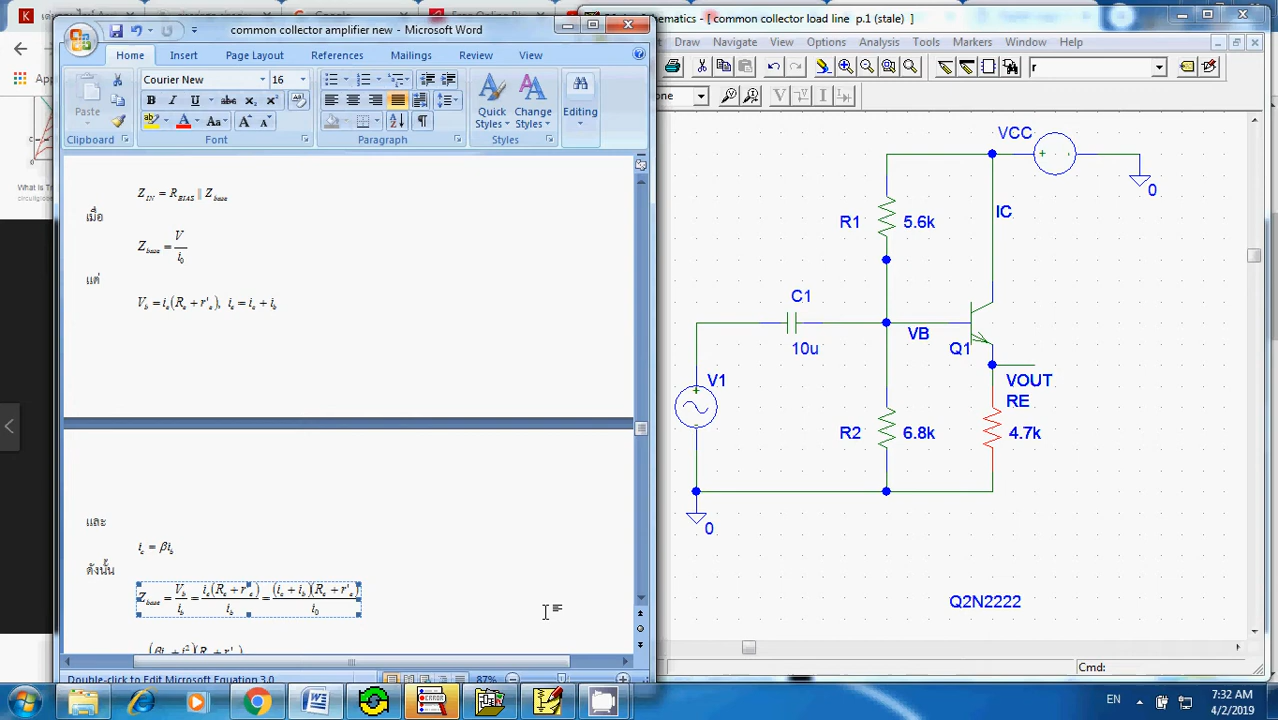 common collector amplifier new - Microsoft Word
Home Insert Page Layout References Mailings Review View
Courier New 16
Paste
Quick Styles
Change Styles
Editing
Clipboard Font Paragraph Styles
Z_IN = R_BIAS || Z_base
เมื่อ
Z_base = V / i_0
แต่
V_b = i_e(R_e + r'_e), i_e = i_c + i_b
และ
i_c = βi_b
ดังนั้น
Z_base = V_b / i_b = i_e(R_e + r'_e) / i_b = (i_c + i_b)(R_e + r'_e) / i_0
Double-click to Edit Microsoft Equation 3.0 87%
schematics - [ common collector load line p.1 (stale) ]
Draw Navigate View Options Analysis Tools Markers Window Help
r
one
VCC
0
IC
R1 5.6k
C1
10u
VB
Q1
V1
VOUT
RE
R2 6.8k
4.7k
0
Q2N2222
Cmd:
EN
7:32 AM
4/2/2019